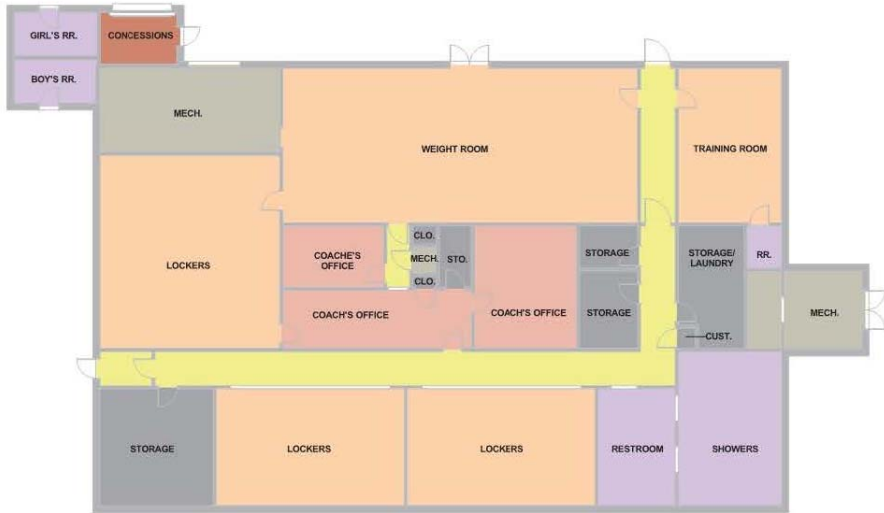 GIRL'S RR.
CONCESSIONS
BOY'S RR.
MECH.
WEIGHT ROOM
TRAINING ROOM
LOCKERS
COACHE'S
OFFICE
CLO.
MECH.
CLO.
STO.
COACH'S OFFICE
COACH'S OFFICE
STORAGE
STORAGE
STORAGE/
LAUNDRY
RR.
MECH.
CUST.
STORAGE
LOCKERS
LOCKERS
RESTROOM
SHOWERS